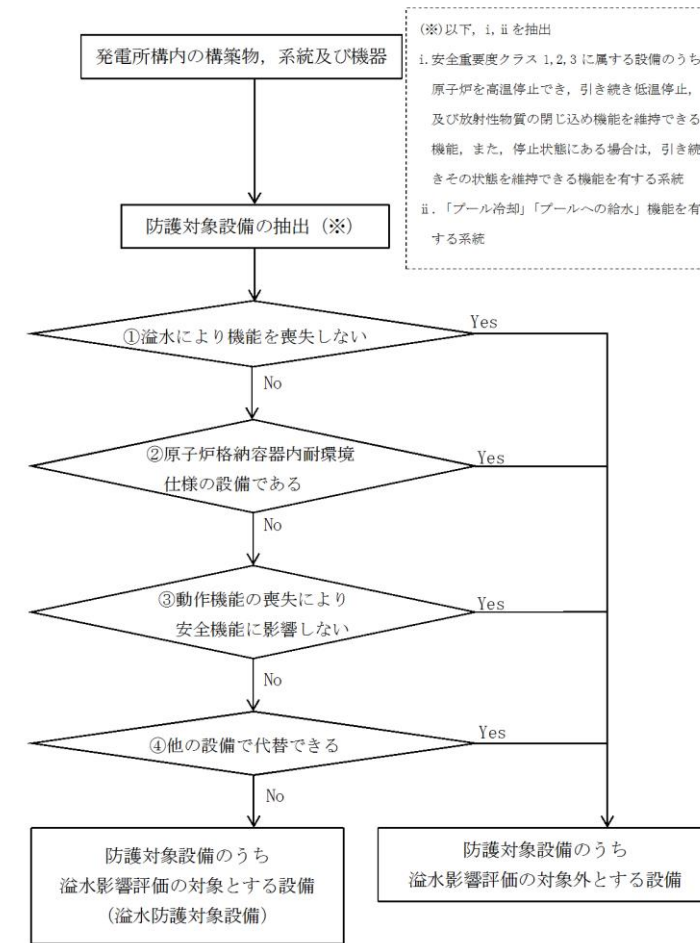 発電所構内の構築物，系統及び機器
(※)以下，i, ii を抽出
i. 安全重要度クラス 1,2,3 に属する設備のうち
原子炉を高温停止でき，引き続き低温停止，
及び放射性物質の閉じ込め機能を維持できる
機能，また，停止状態にある場合は，引き続
きその状態を維持できる機能を有する系統
ii. 「プール冷却」「プールへの給水」機能を有
する系統
防護対象設備の抽出（※）
①溢水により機能を喪失しない
Yes
No
②原子炉格納容器内耐環境
仕様の設備である
Yes
No
③動作機能の喪失により
安全機能に影響しない
Yes
No
④他の設備で代替できる
Yes
No
防護対象設備のうち
溢水影響評価の対象とする設備
（溢水防護対象設備）
防護対象設備のうち
溢水影響評価の対象外とする設備